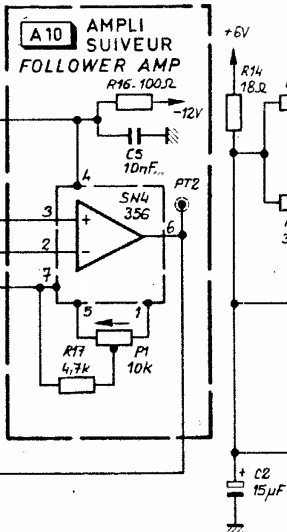 A10 AMPLI
SUIVEUR
FOLLOWER AMP
R16-100Ω
-12V
C5
10nF
4
SN4
356
PT2
3
+
6
2
-
7
5
1
R17
4,7k
P1
10k
+6V
R14
18Ω
+
C2
15µF